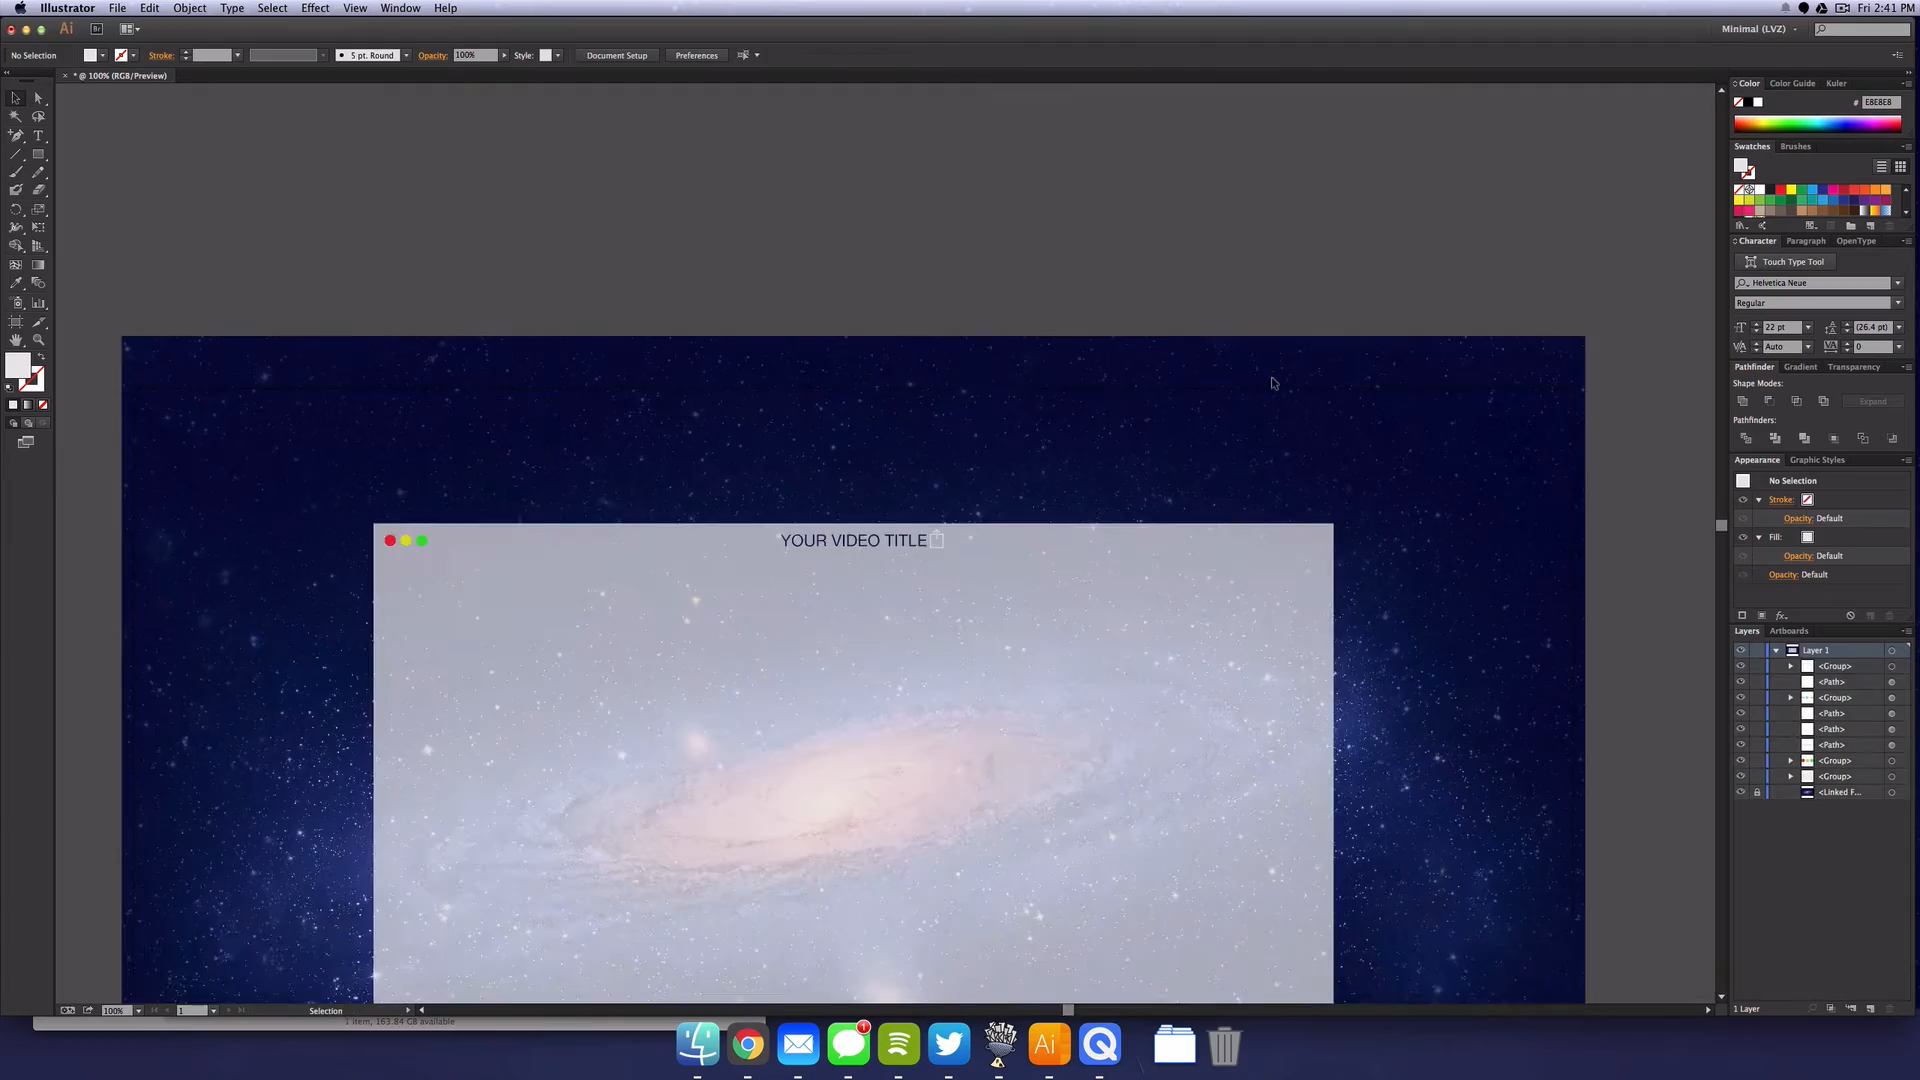 Illustrator File Edit Object Type Select Effect View Window Help Fri 2:41 PM
Ai Br Minimal (LVZ)
No Selection Stroke: 5 pt. Round Opacity: 100% Style: Document Setup Preferences
* @ 100% (RGB/Preview)
Color Color Guide Kuler
# E8E8E8
Swatches Brushes
Character Paragraph OpenType
Touch Type Tool
Helvetica Neue
Regular
22 pt (26.4 pt)
Auto 0
Pathfinder Gradient Transparency
Shape Modes:
Expand
Pathfinders:
Appearance Graphic Styles
No Selection
Stroke:
Opacity: Default
Fill:
Opacity: Default
Opacity: Default
YOUR VIDEO TITLE
Layers Artboards
Layer 1
<Group>
<Path>
<Group>
<Path>
<Path>
<Path>
<Group>
<Group>
<Linked F...
1 Layer
100% 1 Selection
1 item, 163.84 GB available
1
Ai